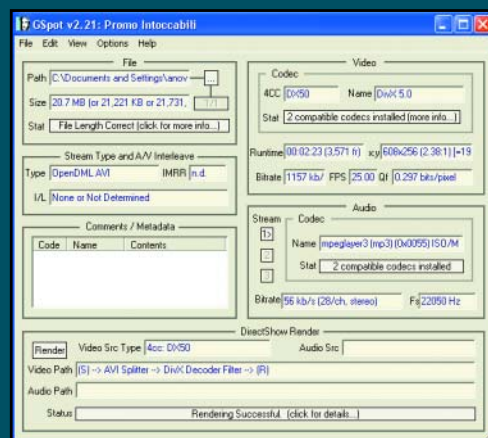 GSpot v2.21: Promo Intoccabili
File Edit View Options Help
File
Path C:\Documents and Settings\anov ...
Size 20.7 MB (or 21,221 KB or 21,731, 1/1
Stat File Length Correct (click for more info...)
Stream Type and A/V Interleave
Type OpenDML AVI IMRR n.d.
I/L None or Not Determined
Comments / Metadata
Code Name Contents
Video
Codec
4CC DX50 Name DivX 5.0
Stat 2 compatible codecs installed (more info...)
Runtime 00:02:23 (3,571 fr) x:y 608x256 (2.38:1) [=19
Bitrate 1157 kb/ FPS 25.00 Qf 0.297 bits/pixel
Audio
Stream
Codec
1>
2
3
Name mpeglayer3 (mp3) (0x0055) ISO/M
Stat 2 compatible codecs installed
Bitrate 56 kb/s (28/ch, stereo) Fs 22050 Hz
DirectShow Render
Render Video Src Type 4cc: DX50 Audio Src
Video Path (S) -> AVI Splitter -> DivX Decoder Filter -> (R)
Audio Path
Status Rendering Successful. (click for details...)